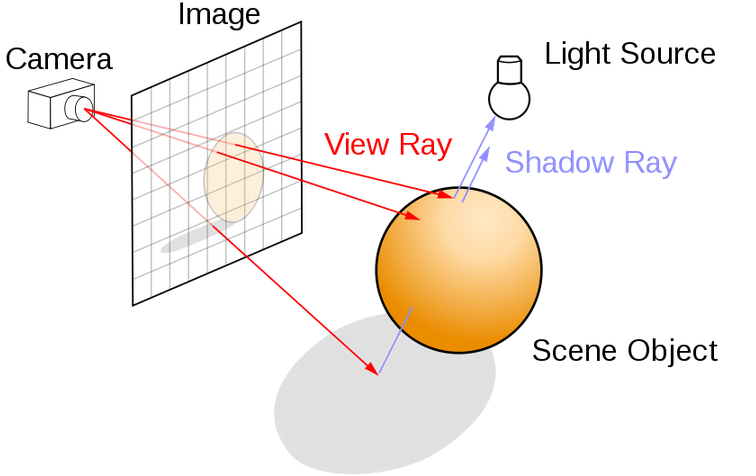 Image
Camera
Light Source
View Ray
Shadow Ray
Scene Object